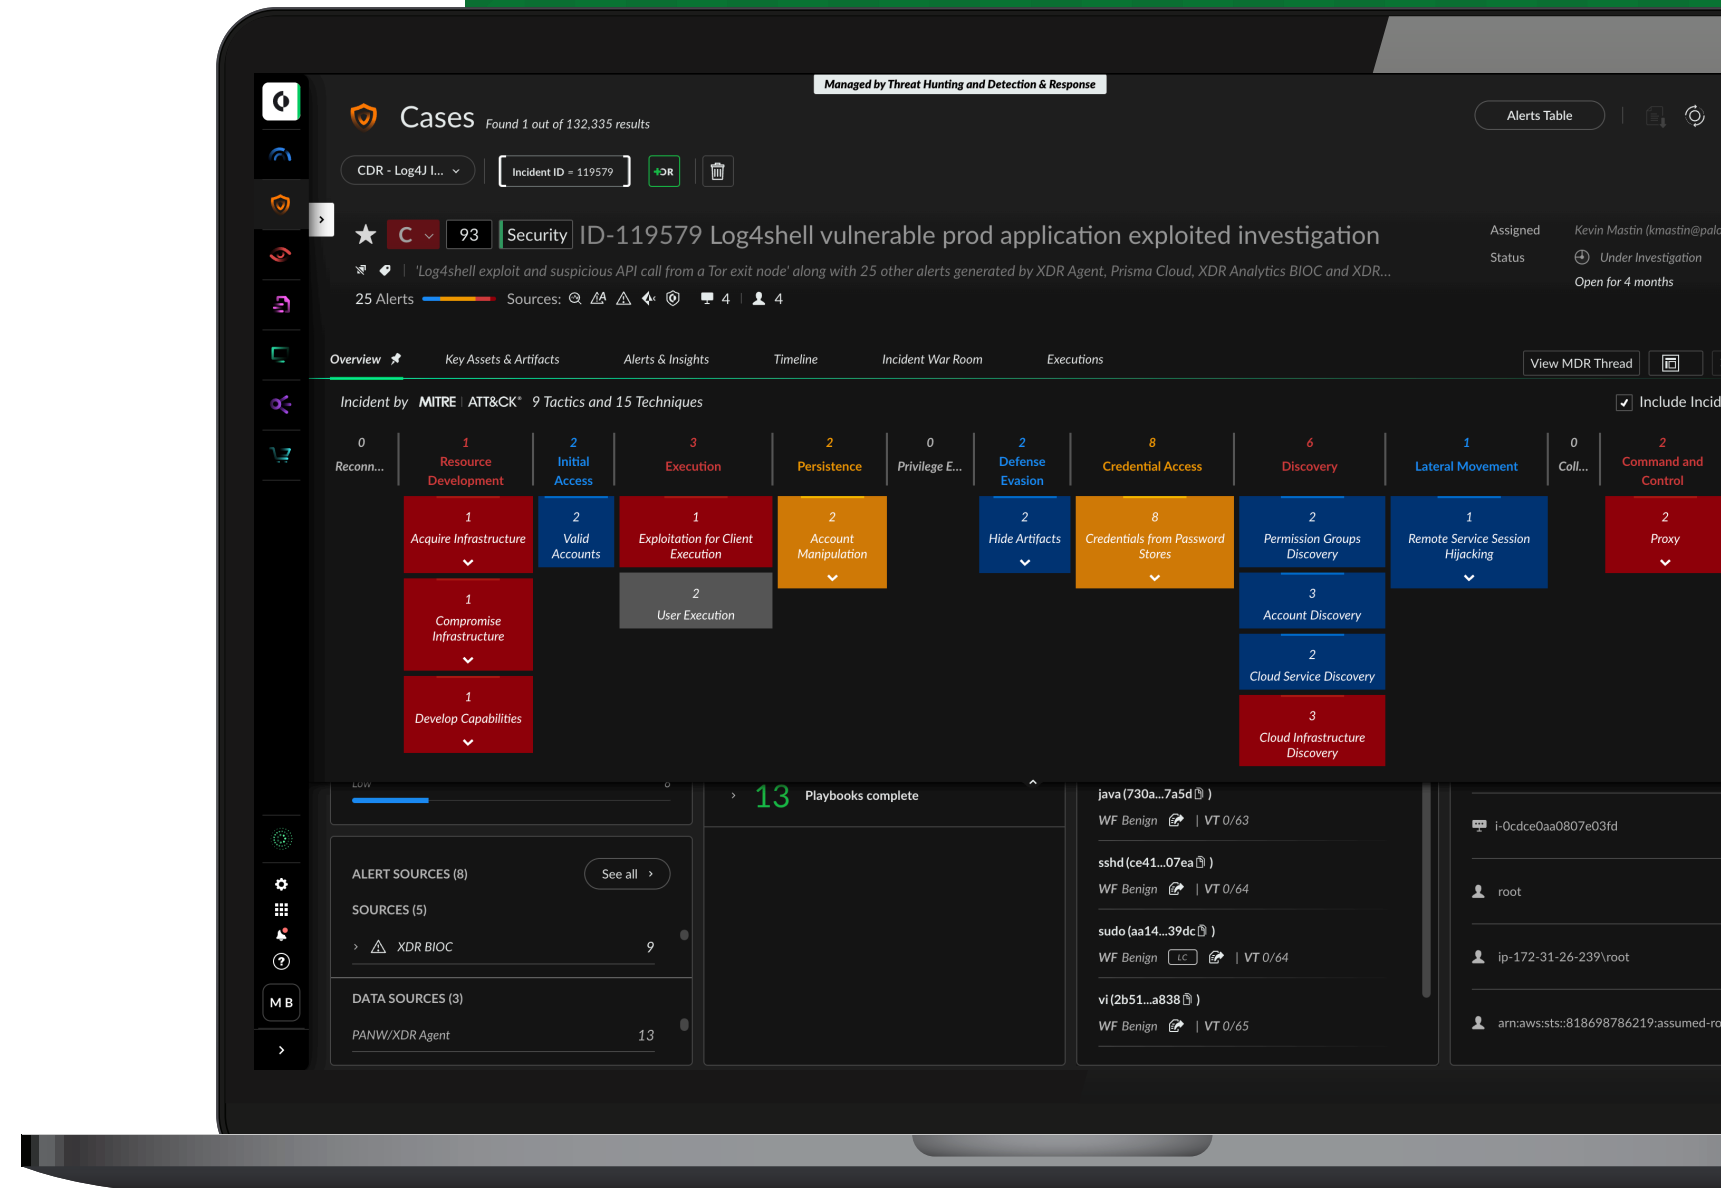 Managed by Threat Hunting and Detection & Response
Cases Found 1 out of 132,335 results
Alerts Table
CDR - Log4J I...
Incident ID = 119579
C 93 Security ID-119579 Log4shell vulnerable prod application exploited investigation
Assigned Kevin Mastin (kmastin@palo
'Log4shell exploit and suspicious API call from a Tor exit node' along with 25 other alerts generated by XDR Agent, Prisma Cloud, XDR Analytics BIOC and XDR...
Status Under Investigation
Open for 4 months
25 Alerts Sources: 4 4
Overview Key Assets & Artifacts Alerts & Insights Timeline Incident War Room Executions
View MDR Thread
Incident by MITRE | ATT&CK® 9 Tactics and 15 Techniques
Include Incid
0
Reconn...
1
Resource
Development
2
Initial
Access
3
Execution
2
Persistence
0
Privilege E...
2
Defense
Evasion
8
Credential Access
6
Discovery
1
Lateral Movement
0
Coll...
2
Command and
Control
1
Acquire Infrastructure
1
Compromise
Infrastructure
1
Develop Capabilities
2
Valid
Accounts
1
Exploitation for Client
Execution
2
User Execution
2
Account
Manipulation
2
Hide Artifacts
8
Credentials from Password
Stores
2
Permission Groups
Discovery
3
Account Discovery
2
Cloud Service Discovery
3
Cloud Infrastructure
Discovery
1
Remote Service Session
Hijacking
2
Proxy
Low
ALERT SOURCES (8) See all
SOURCES (5)
XDR BIOC 9
DATA SOURCES (3)
PANW/XDR Agent 13
13 Playbooks complete
java (730a...7a5d )
WF Benign | VT 0/63
sshd (ce41...07ea )
WF Benign | VT 0/64
sudo (aa14...39dc )
WF Benign LC | VT 0/64
vi (2b51...a838 )
WF Benign | VT 0/65
i-0cdce0aa0807e03fd
root
ip-172-31-26-239\root
arn:aws:sts::818698786219:assumed-ro
M B